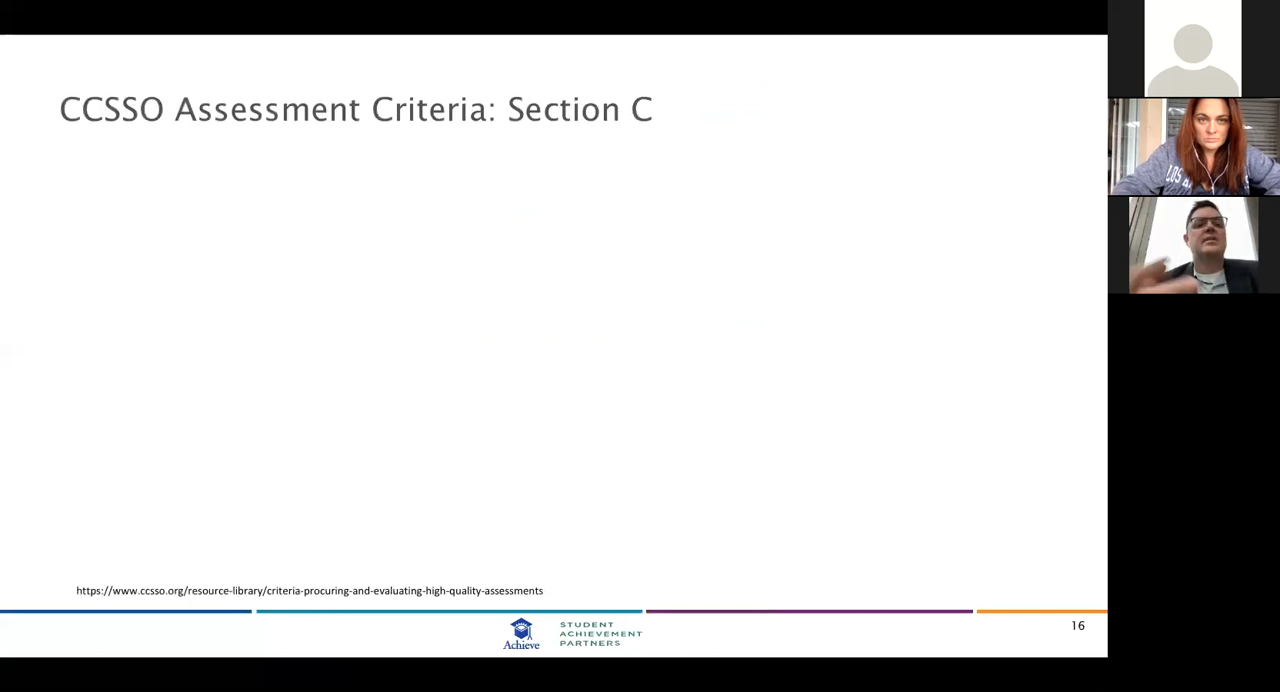 CCSSO Assessment Criteria: Section C
https://www.ccsso.org/resource-library/criteria-procuring-and-evaluating-high-quality-assessments
Achieve
STUDENT
ACHIEVEMENT
PARTNERS
16